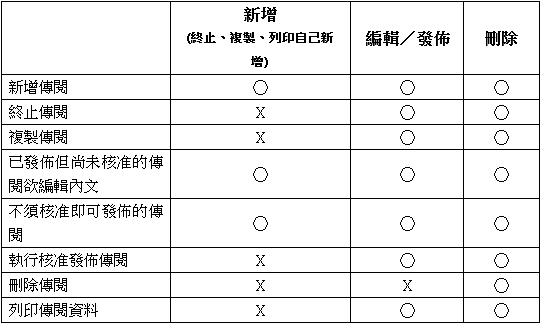 新增
(終止、複製、列印自己新
增)
編輯／發佈
刪除
新增傳閱 ○ ○ ○
終止傳閱 X ○ ○
複製傳閱 X ○ ○
已發佈但尚未核准的傳
閱欲編輯內文 ○ ○ ○
不須核准即可發佈的傳
閱 ○ ○ ○
執行核准發佈傳閱 X ○ ○
刪除傳閱 X X ○
列印傳閱資料 X ○ ○